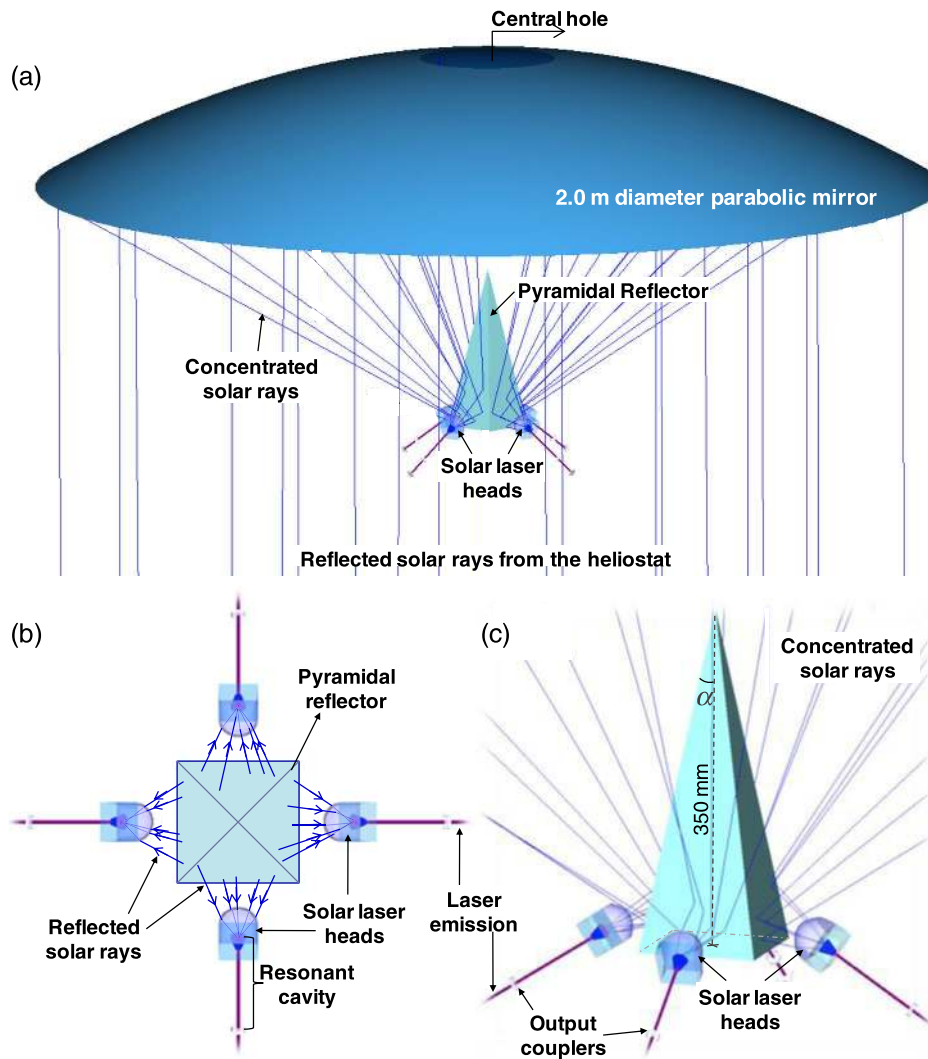 Central hole
(a)
2.0 m diameter parabolic mirror
Pyramidal Reflector
Concentrated
solar rays
Solar laser
heads
Reflected solar rays from the heliostat
(b)
Pyramidal
reflector
Reflected
solar rays
Solar laser
heads
Laser
emission
Resonant
cavity
(c)
Concentrated
solar rays
α
350 mm
Solar laser
heads
Output
couplers